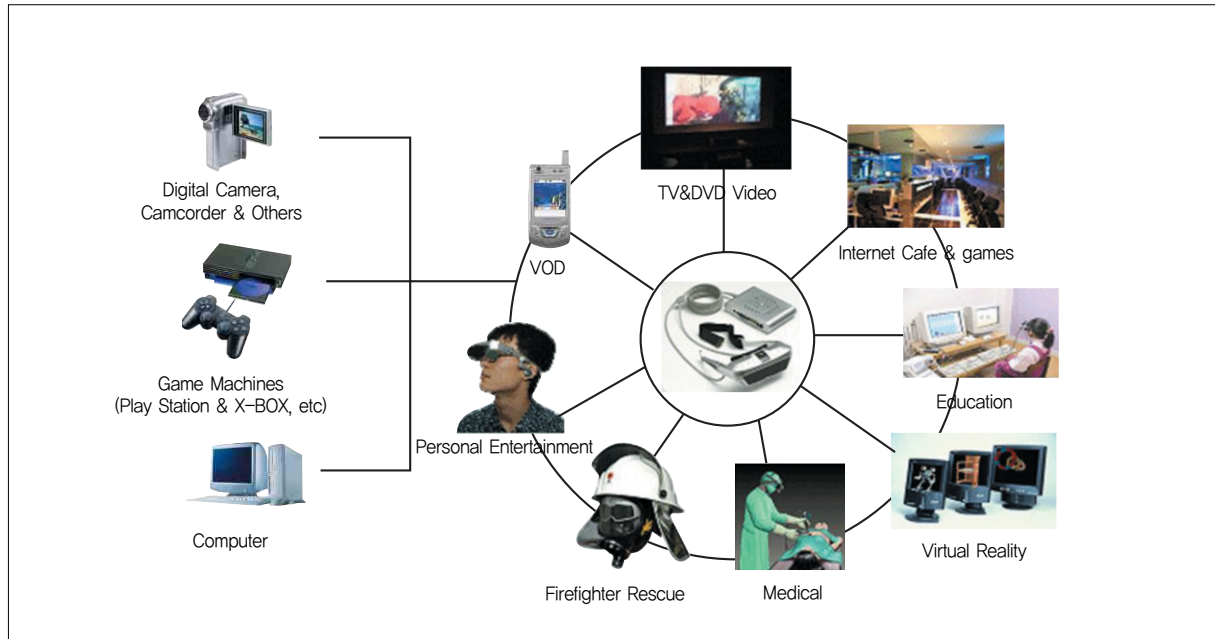 Digital Camera,
Camcorder & Others
Game Machines
(Play Station & X-BOX, etc)
Computer
TV&DVD Video
VOD
Internet Cafe & games
Education
Personal Entertainment
Virtual Reality
Firefighter Rescue
Medical